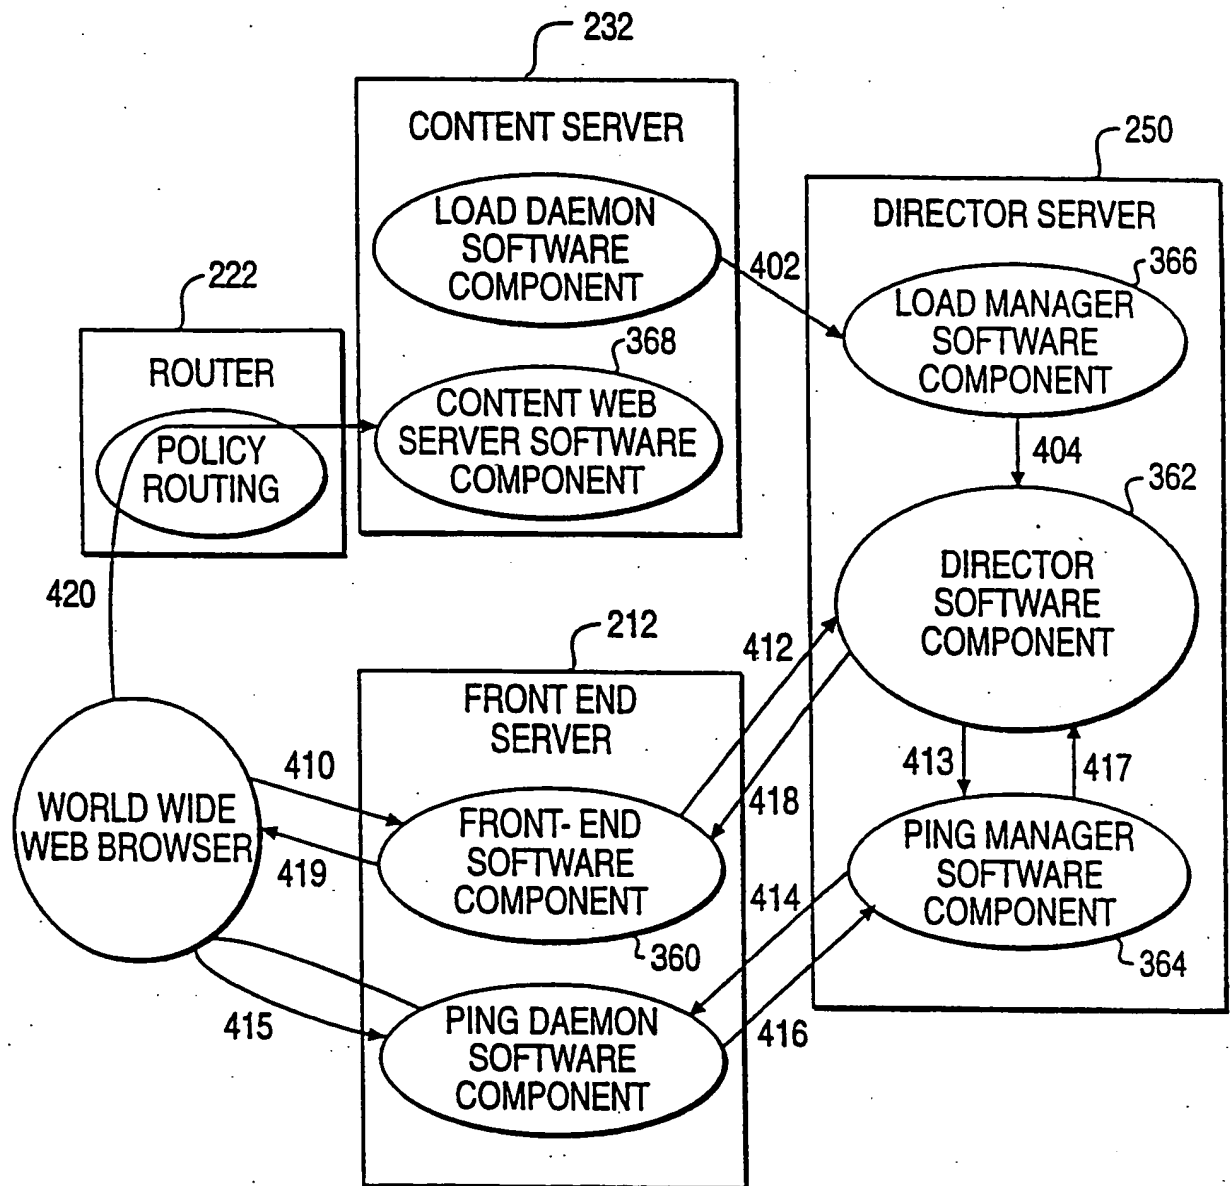 232
CONTENT SERVER
LOAD DAEMON
SOFTWARE
COMPONENT
368
CONTENT WEB
SERVER SOFTWARE
COMPONENT
222
ROUTER
POLICY
ROUTING
420
402
250
DIRECTOR SERVER
366
LOAD MANAGER
SOFTWARE
COMPONENT
404
362
DIRECTOR
SOFTWARE
COMPONENT
413
417
PING MANAGER
SOFTWARE
COMPONENT
364
212
FRONT END
SERVER
412
418
410
419
WORLD WIDE
WEB BROWSER
FRONT-END
SOFTWARE
COMPONENT
360
414
416
415
PING DAEMON
SOFTWARE
COMPONENT